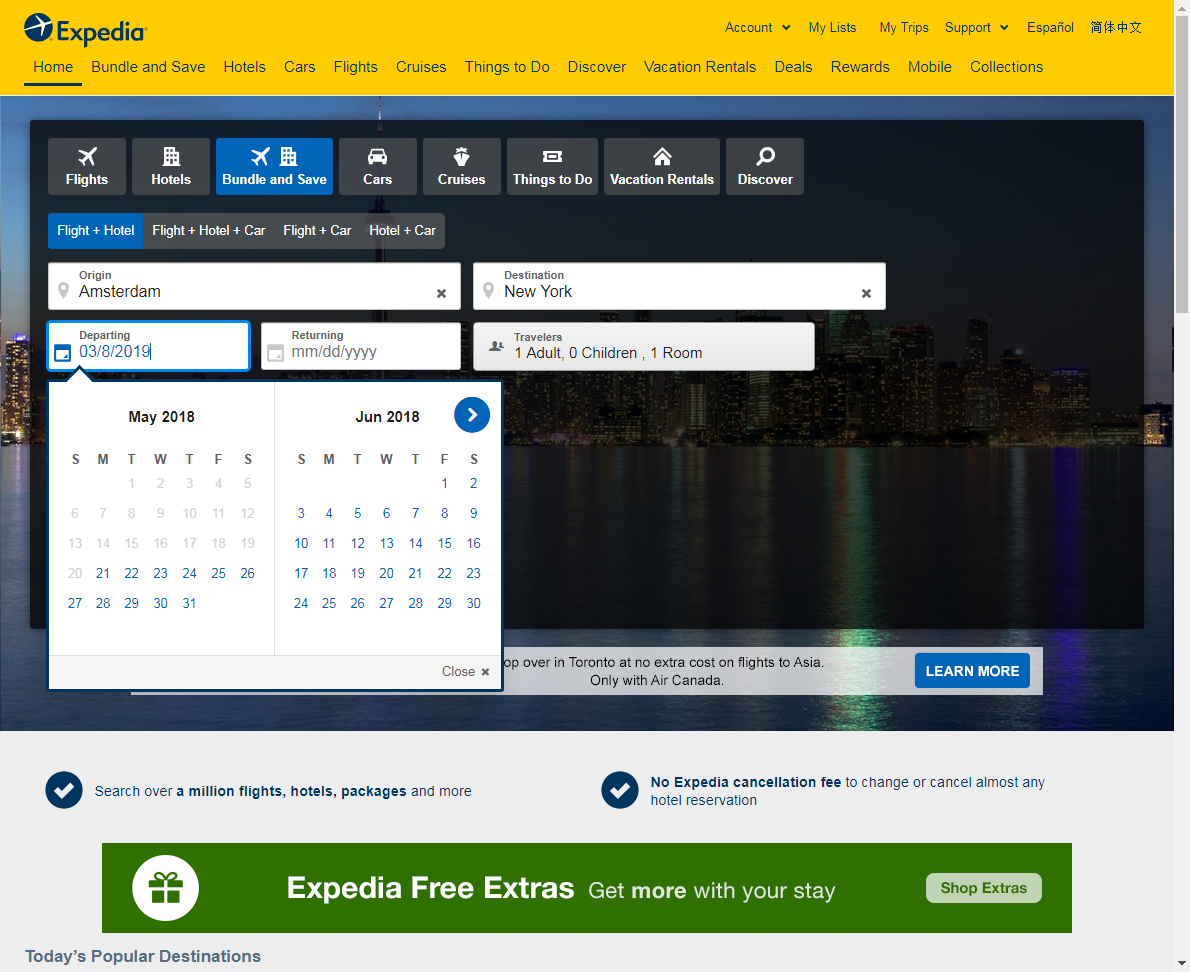 Expedia
Account My Lists My Trips Support Español 简体中文
Home Bundle and Save Hotels Cars Flights Cruises Things to Do Discover Vacation Rentals Deals Rewards Mobile Collections
Flights Hotels Bundle and Save Cars Cruises Things to Do Vacation Rentals Discover
Flight + Hotel Flight + Hotel + Car Flight + Car Hotel + Car
Origin
Amsterdam
Destination
New York
Departing
03/8/2019
Returning
mm/dd/yyyy
Travelers
1 Adult, 0 Children , 1 Room
May 2018
S M T W T F S
1 2 3 4 5
6 7 8 9 10 11 12
13 14 15 16 17 18 19
20 21 22 23 24 25 26
27 28 29 30 31
Jun 2018
S M T W T F S
1 2
3 4 5 6 7 8 9
10 11 12 13 14 15 16
17 18 19 20 21 22 23
24 25 26 27 28 29 30
Close
op over in Toronto at no extra cost on flights to Asia.
Only with Air Canada.
LEARN MORE
Search over a million flights, hotels, packages and more
No Expedia cancellation fee to change or cancel almost any
hotel reservation
Expedia Free Extras Get more with your stay
Shop Extras
Today's Popular Destinations